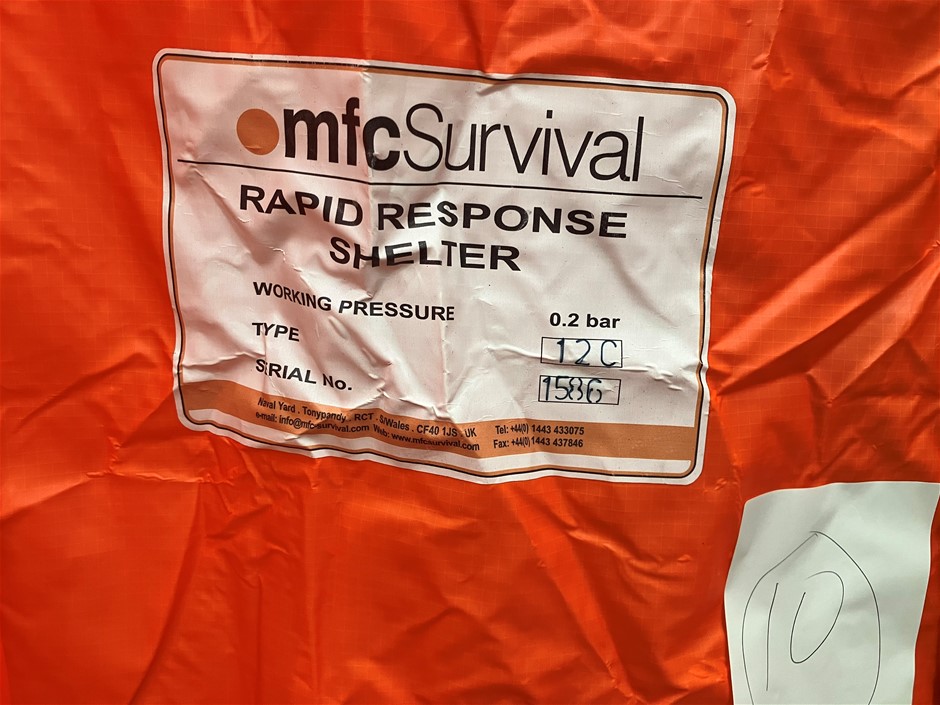 mfcSurvival
RAPID RESPONSE
SHELTER
WORKING PRESSURE 0.2 bar
TYPE 12C
SERIAL No. 1586
Naval Yard . Tonypandy . RCT . S/Wales . CF40 1JS . UK Tel: +44(0) 1443 433075
e-mail: info@mfc-survival.com Web: www.mfcsurvival.com Fax: +44(0) 1443 437846
10